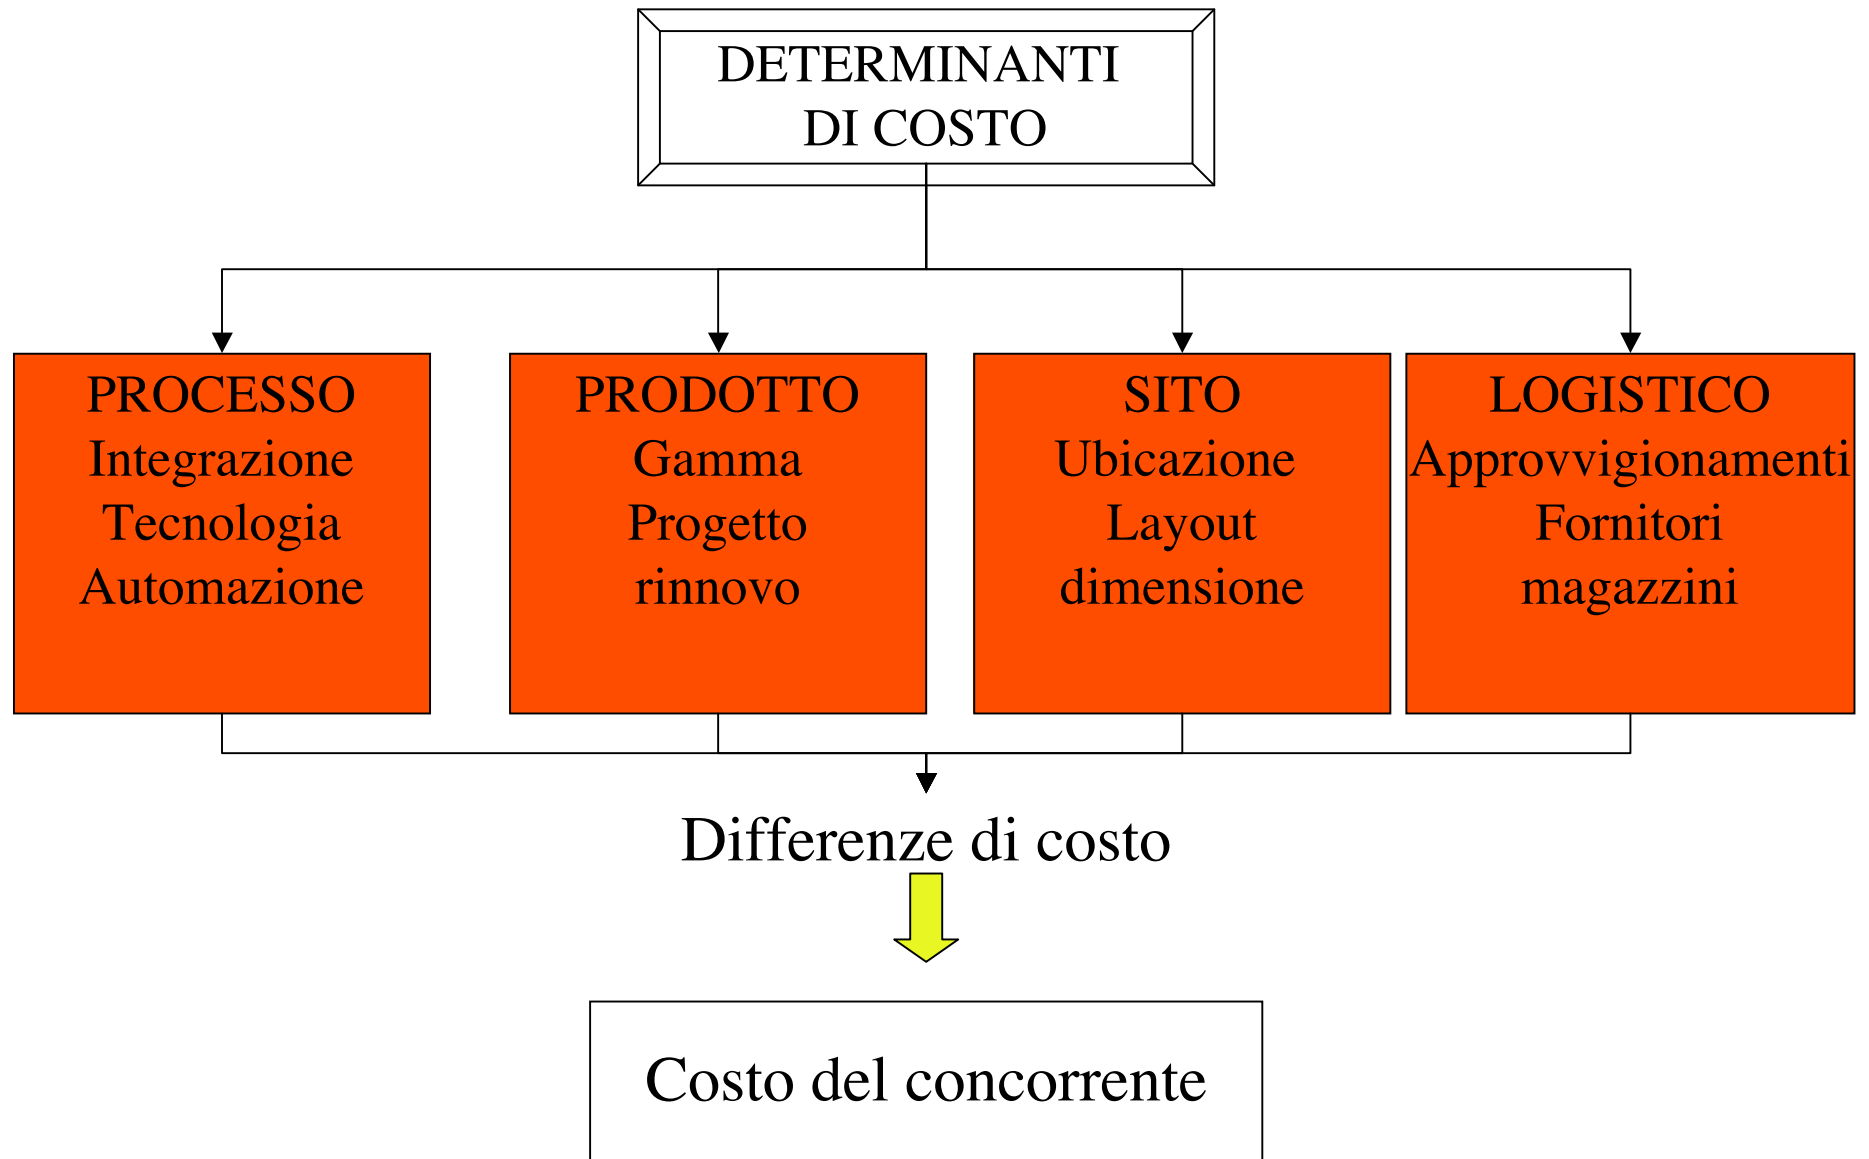 DETERMINANTI
DI COSTO
PROCESSO
Integrazione
Tecnologia
Automazione
PRODOTTO
Gamma
Progetto
rinnovo
SITO
Ubicazione
Layout
dimensione
LOGISTICO
Approvvigionamenti
Fornitori
magazzini
Differenze di costo
Costo del concorrente